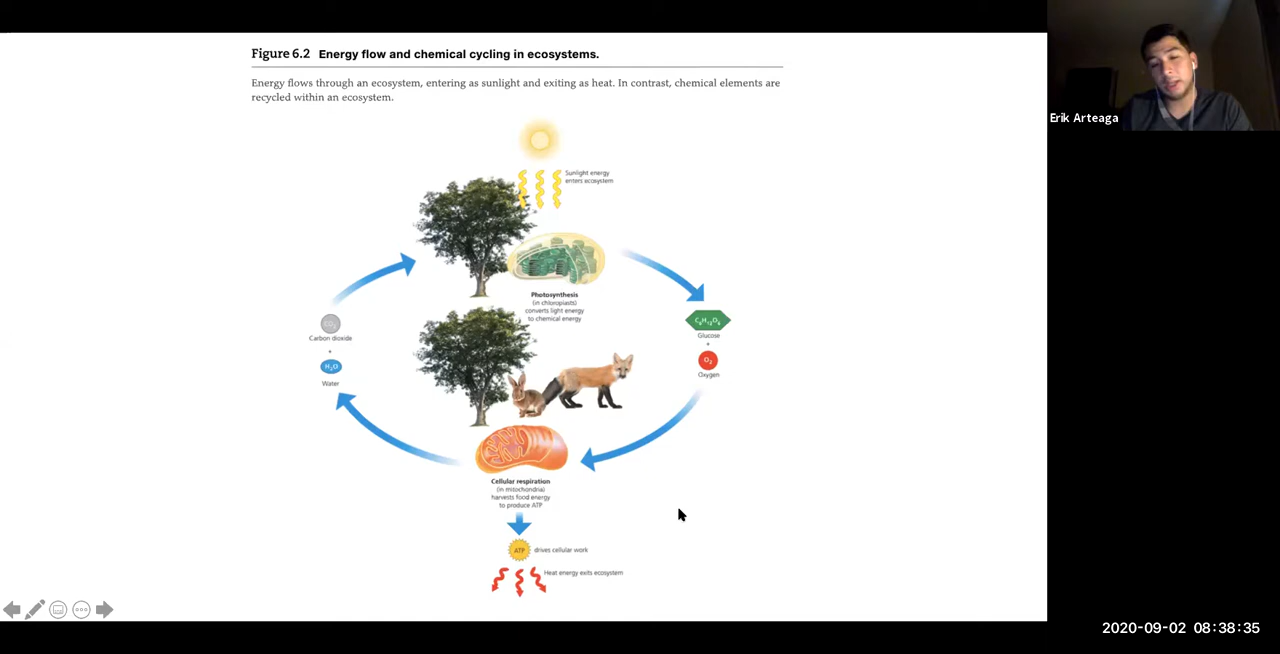 Figure 6.2 Energy flow and chemical cycling in ecosystems.
Energy flows through an ecosystem, entering as sunlight and exiting as heat. In contrast, chemical elements are
recycled within an ecosystem.
Erik Arteaga
Sunlight energy
enters ecosystem
Photosynthesis
(in chloroplasts)
converts light energy
to chemical energy
CO₂
Carbon dioxide
+
H₂O
Water
C₆H₁₂O₆
Glucose
+
O₂
Oxygen
Cellular respiration
(in mitochondria)
harvests food energy
to produce ATP
ATP
drives cellular work
Heat energy exits ecosystem
2020-09-02 08:38:35